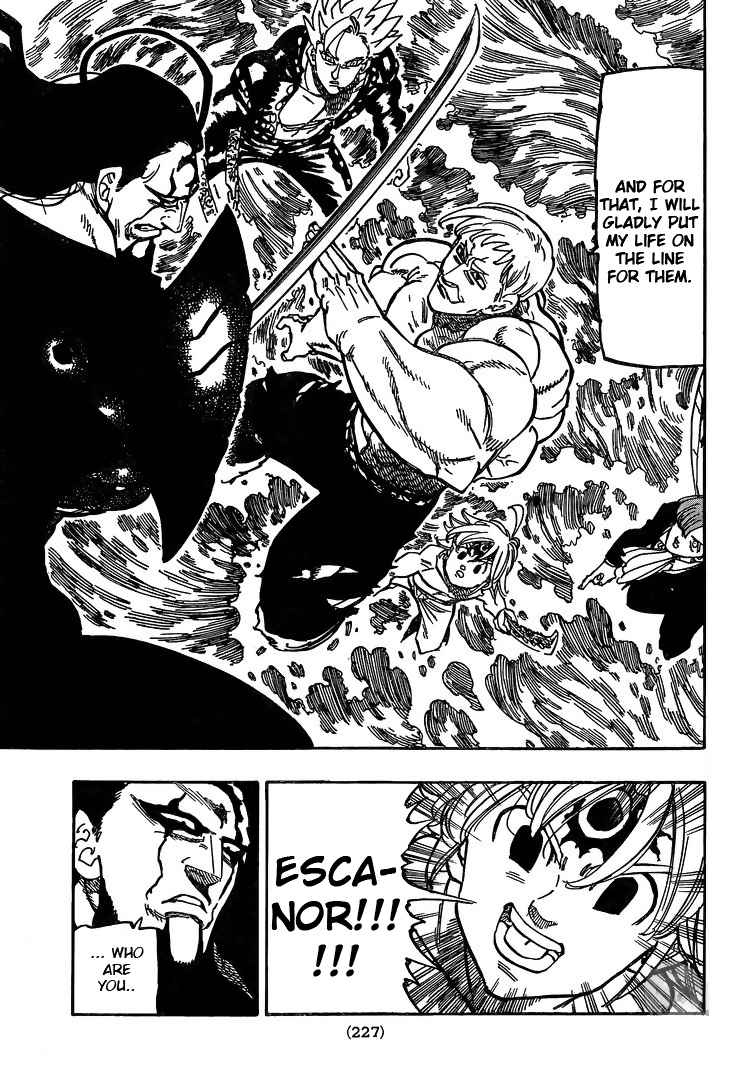 AND FOR
THAT, I WILL
GLADLY PUT
MY LIFE ON
THE LINE
FOR THEM.
ESCA-
NOR!!!
!!!
... WHO
ARE
YOU..
(227)